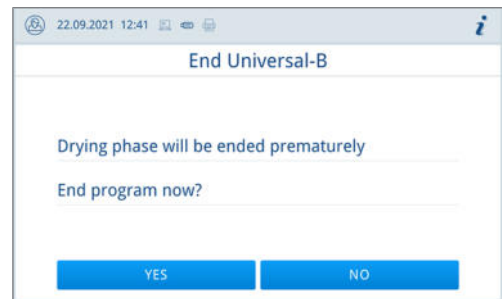 22.09.2021 12:41
i
End Universal-B
Drying phase will be ended prematurely
End program now?
YES
NO